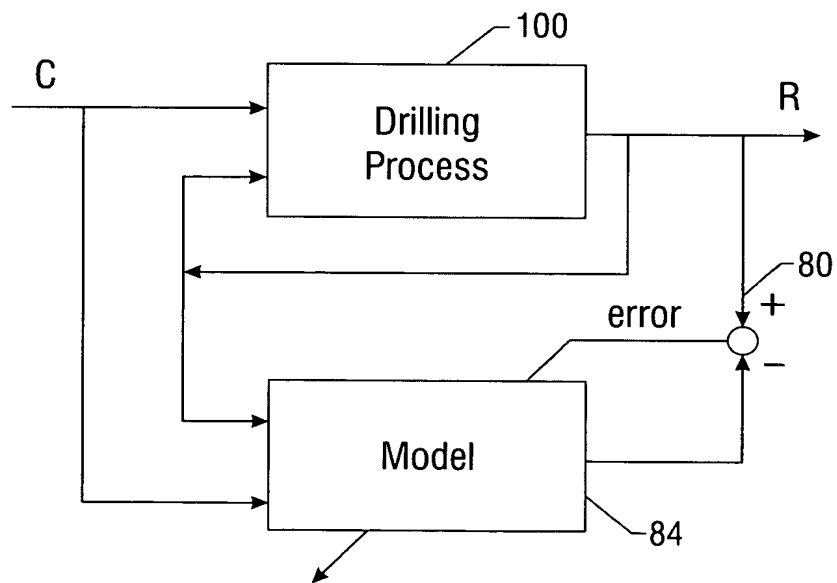 100
C
R
Drilling
Process
80
+
error
−
Model
84